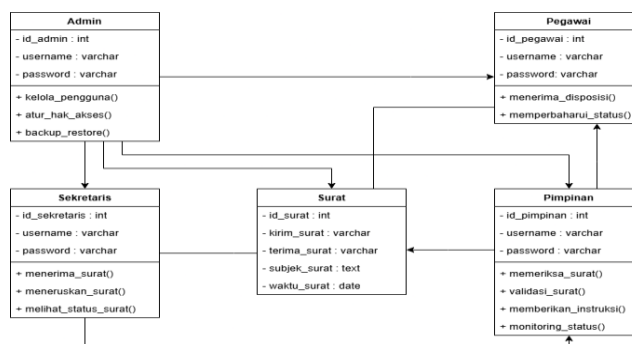 Admin
- id_admin : int
- username : varchar
- password : varchar
+ kelola_pengguna()
+ atur_hak_akses()
+ backup_restore()
Pegawai
- id_pegawai : int
- username : varchar
- password: varchar
+ menerima_disposisi()
+ memperbaharui_status()
Sekretaris
- id_sekretaris : int
- username : varchar
- password : varchar
+ menerima_surat()
+ meneruskan_surat()
+ melihat_status_surat()
Surat
- id_surat : int
- kirim_surat : varchar
- terima_surat : varchar
- subjek_surat : text
- waktu_surat : date
Pimpinan
- id_pimpinan : int
- username : varchar
- password : varchar
+ memeriksa_surat()
+ validasi_surat()
+ memberikan_instruksi()
+ monitoring_status()